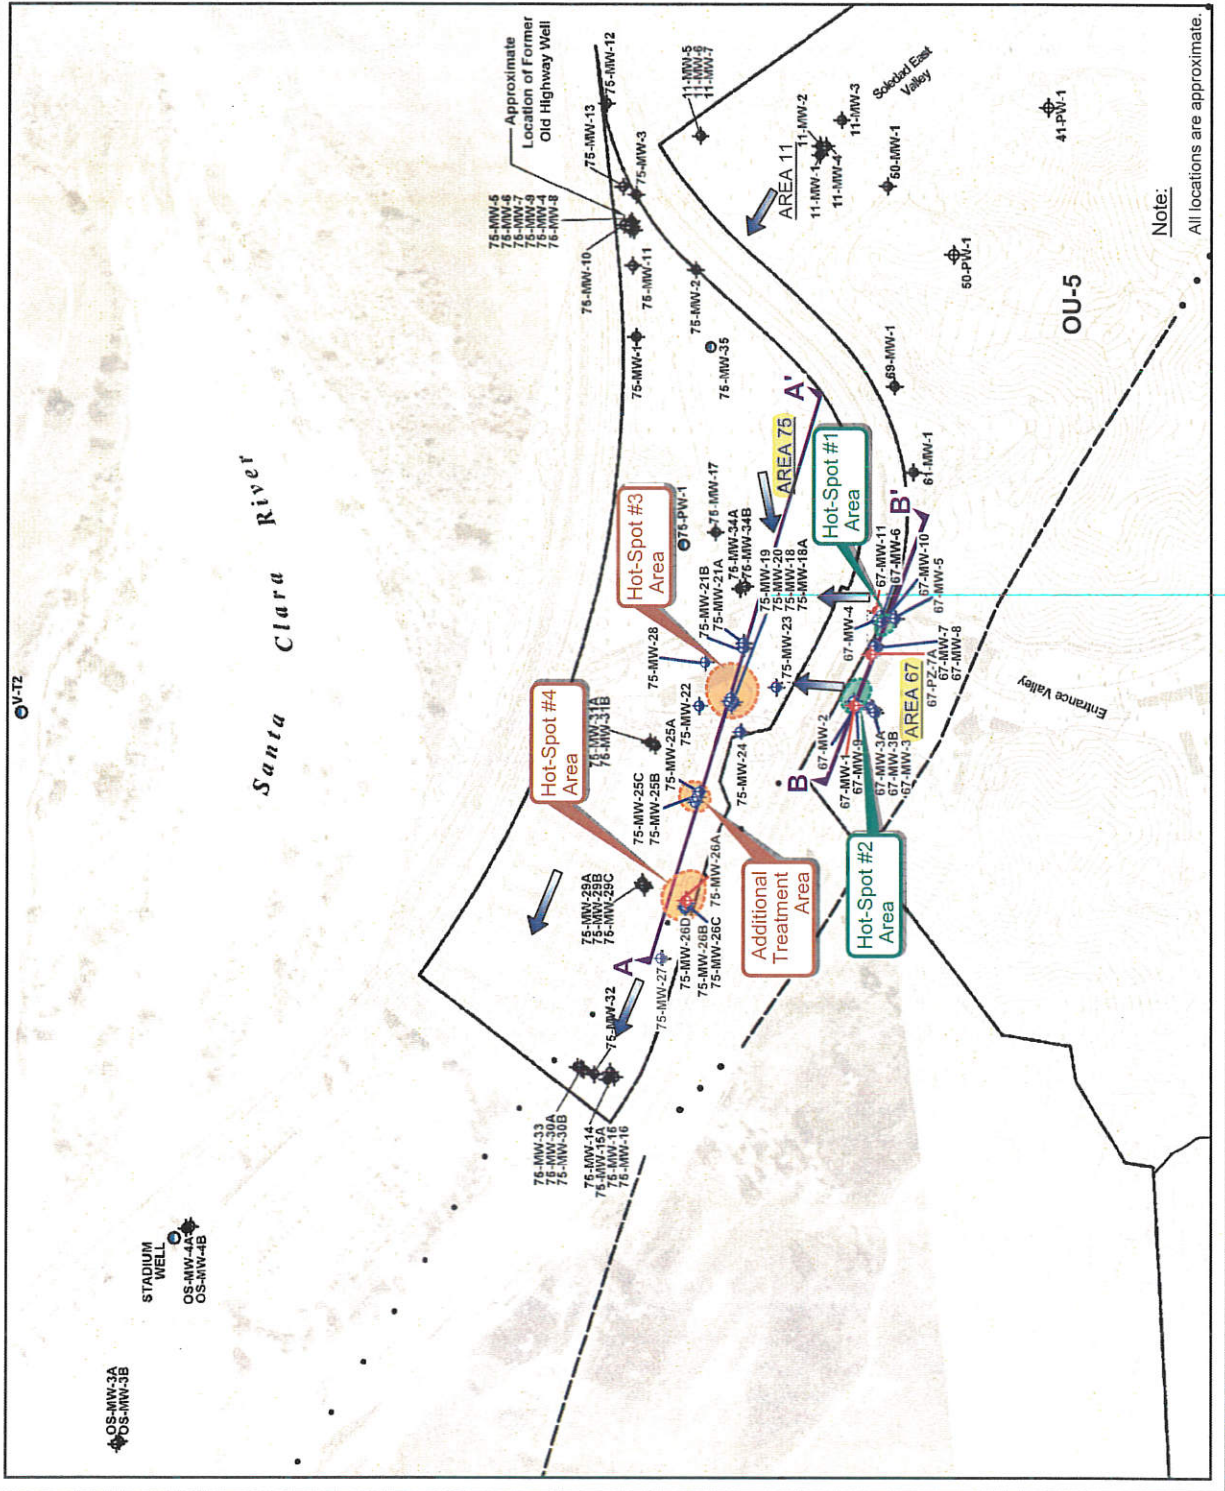 V-T2
Santa Clara River
STADIUM
WELL
OS-MW-4A
OS-MW-4B
OS-MW-3A
OS-MW-3B
Approximate
Location of Former
Old Highway Well
75-MW-12
75-MW-13
75-MW-3
75-MW-5
75-MW-6
75-MW-7
75-MW-9
75-MW-4
75-MW-8
75-MW-10
75-MW-11
75-MW-2
75-MW-1
75-MW-35
11-MW-5
11-MW-6
11-MW-7
AREA 11
11-MW-2
11-MW-1
11-MW-4
11-MW-3
Soledad East
Valley
50-MW-1
41-PW-1
50-PW-1
OU-5
69-MW-1
61-MW-1
Note:
All locations are approximate.
A'
AREA 75
Hot-Spot #3
Area
75-PW-1
75-MW-17
75-MW-34A
75-MW-34B
75-MW-21B
75-MW-21A
75-MW-19
75-MW-20
75-MW-18
75-MW-18A
75-MW-28
75-MW-23
75-MW-22
75-MW-24
Hot-Spot #4
Area
75-MW-31A
75-MW-31B
75-MW-25A
75-MW-25C
75-MW-25B
75-MW-29A
75-MW-29B
75-MW-29C
75-MW-26A
75-MW-26D
75-MW-26B
75-MW-26C
A
75-MW-27
75-MW-32
75-MW-33
75-MW-30A
75-MW-30B
75-MW-14
75-MW-15A
75-MW-15
75-MW-16
Additional
Treatment
Area
Hot-Spot #1
Area
B'
67-MW-11
67-MW-6
67-MW-10
67-MW-5
67-MW-4
67-MW-7
67-MW-8
67-PZ-7A
AREA 67
67-MW-2
67-MW-1
67-MW-9
67-MW-3A
67-MW-3B
67-MW-3
B
Hot-Spot #2
Area
Entrance Valley